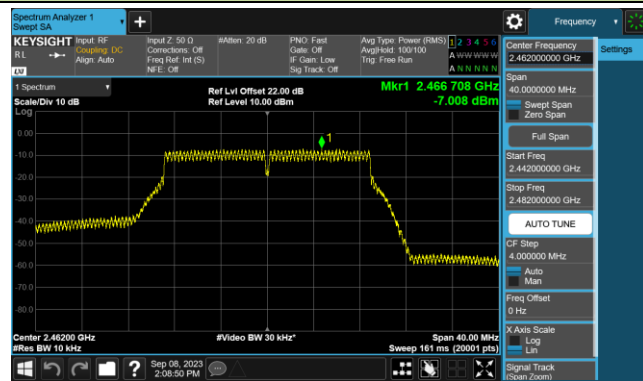 Spectrum Analyzer 1
Swept SA
+
Frequency
KEYSIGHT
Input: RF
Input Z: 50 Ω
#Atten: 20 dB
PNO: Fast
Avg Type: Power (RMS)
1 2 3 4 5 6
RL
Coupling: DC
Corrections: Off
Gate: Off
Avg|Hold: 100/100
A W W W W W
Align: Auto
Freq Ref: Int (S)
IF Gain: Low
Trig: Free Run
NFE: Off
Sig Track: Off
A N N N N N
LXI
Center Frequency
2.462000000 GHz
Settings
Span
40.0000000 MHz
Swept Span
Zero Span
Full Span
Start Freq
2.442000000 GHz
Stop Freq
2.482000000 GHz
AUTO TUNE
CF Step
4.000000 MHz
Auto
Man
Freq Offset
0 Hz
X Axis Scale
Log
Lin
Signal Track
(Span Zoom)
1 Spectrum
Ref Lvl Offset 22.00 dB
Mkr1 2.466 708 GHz
Scale/Div 10 dB
Ref Level 10.00 dBm
-7.008 dBm
Log
0.00
1
-10.0
-20.0
-30.0
-40.0
-50.0
-60.0
-70.0
-80.0
Center 2.46200 GHz
#Video BW 30 kHz*
Span 40.00 MHz
#Res BW 10 kHz
Sweep 161 ms (20001 pts)
?
Sep 08, 2023
2:08:50 PM